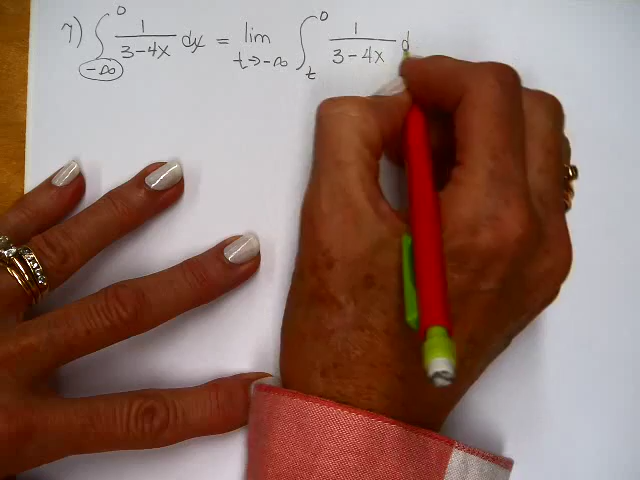 7) ∫_{-∞}^{0} 1/(3-4x) dx = lim_{t→-∞} ∫_{t}^{0} 1/(3-4x) d